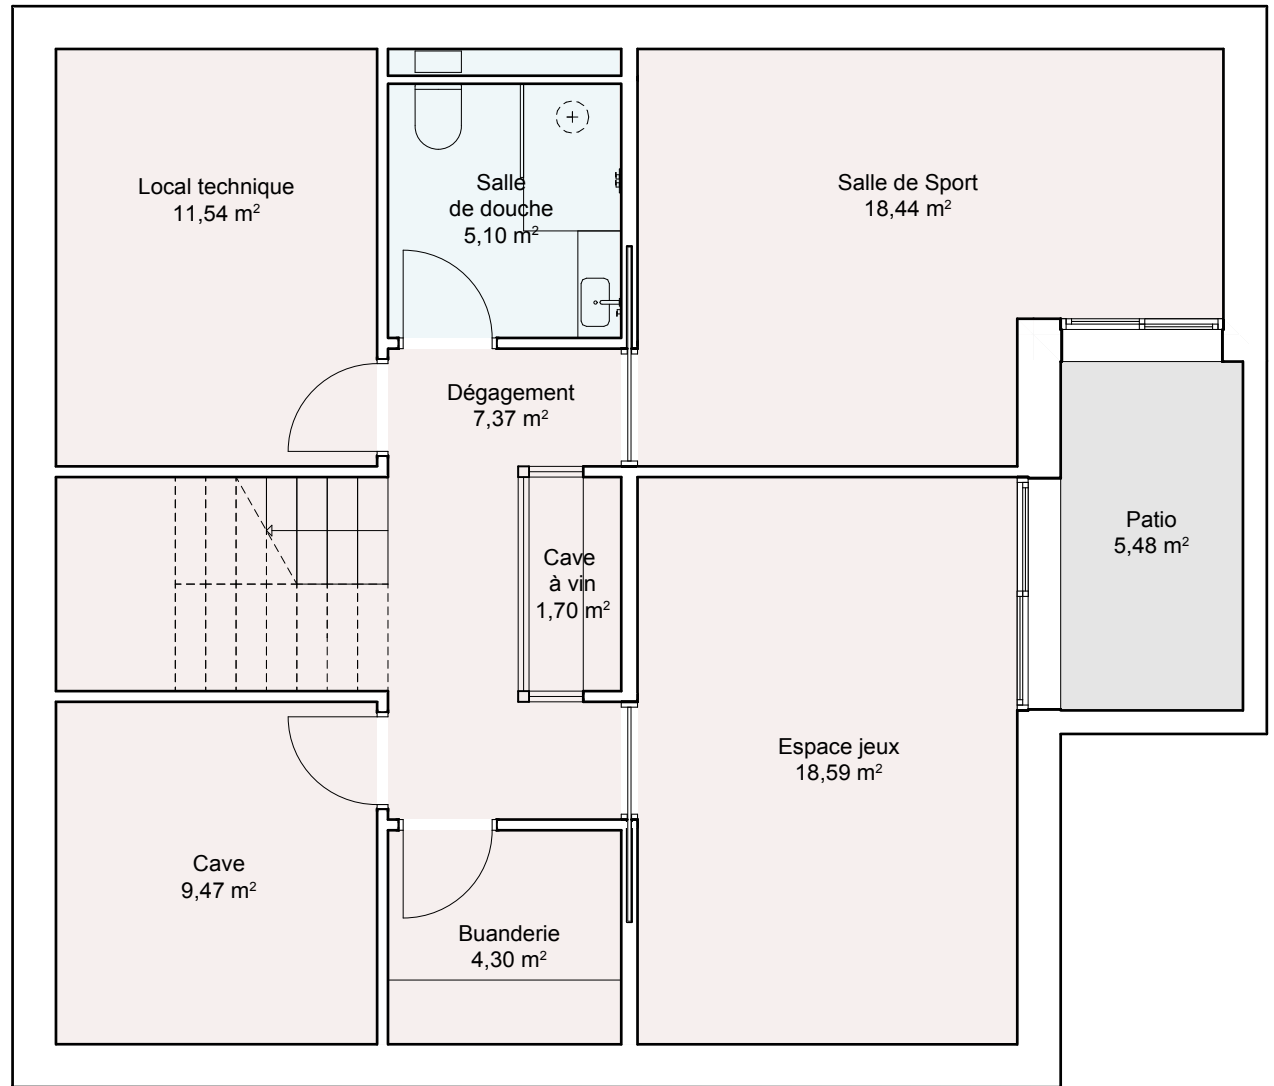 Local technique
11,54 m²
Salle
de douche
5,10 m²
Salle de Sport
18,44 m²
Dégagement
7,37 m²
Cave
à vin
1,70 m²
Patio
5,48 m²
Espace jeux
18,59 m²
Cave
9,47 m²
Buanderie
4,30 m²